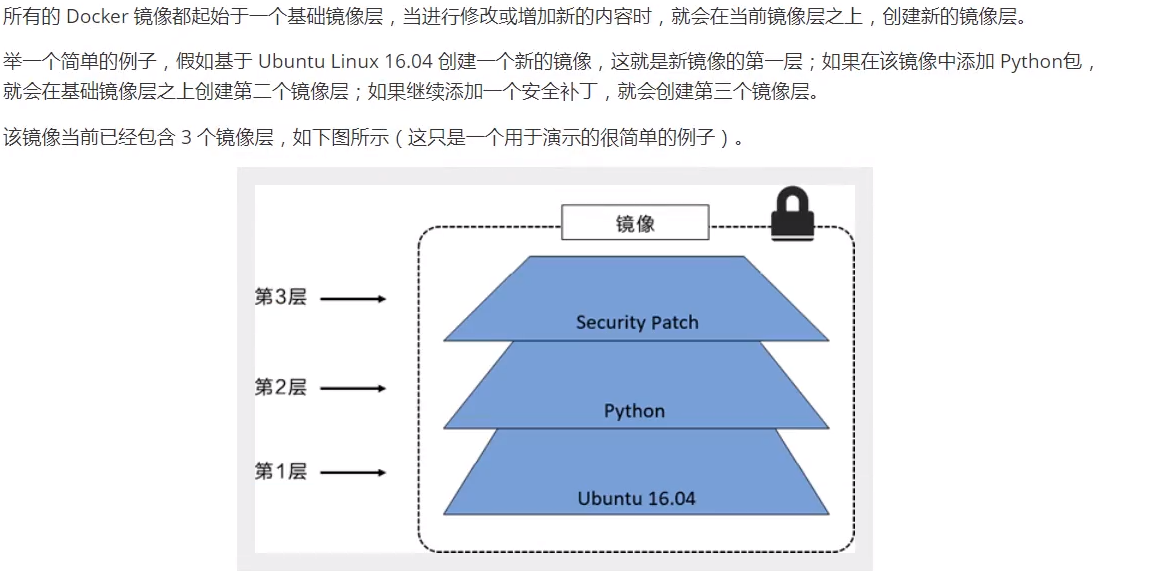 所有的 Docker 镜像都起始于一个基础镜像层，当进行修改或增加新的内容时，就会在当前镜像层之上，创建新的镜像层。
举一个简单的例子，假如基于 Ubuntu Linux 16.04 创建一个新的镜像，这就是新镜像的第一层；如果在该镜像中添加 Python包，
就会在基础镜像层之上创建第二个镜像层；如果继续添加一个安全补丁，就会创建第三个镜像层。
该镜像当前已经包含 3 个镜像层，如下图所示（这只是一个用于演示的很简单的例子）。
镜像
第3层
Security Patch
第2层
Python
第1层
Ubuntu 16.04